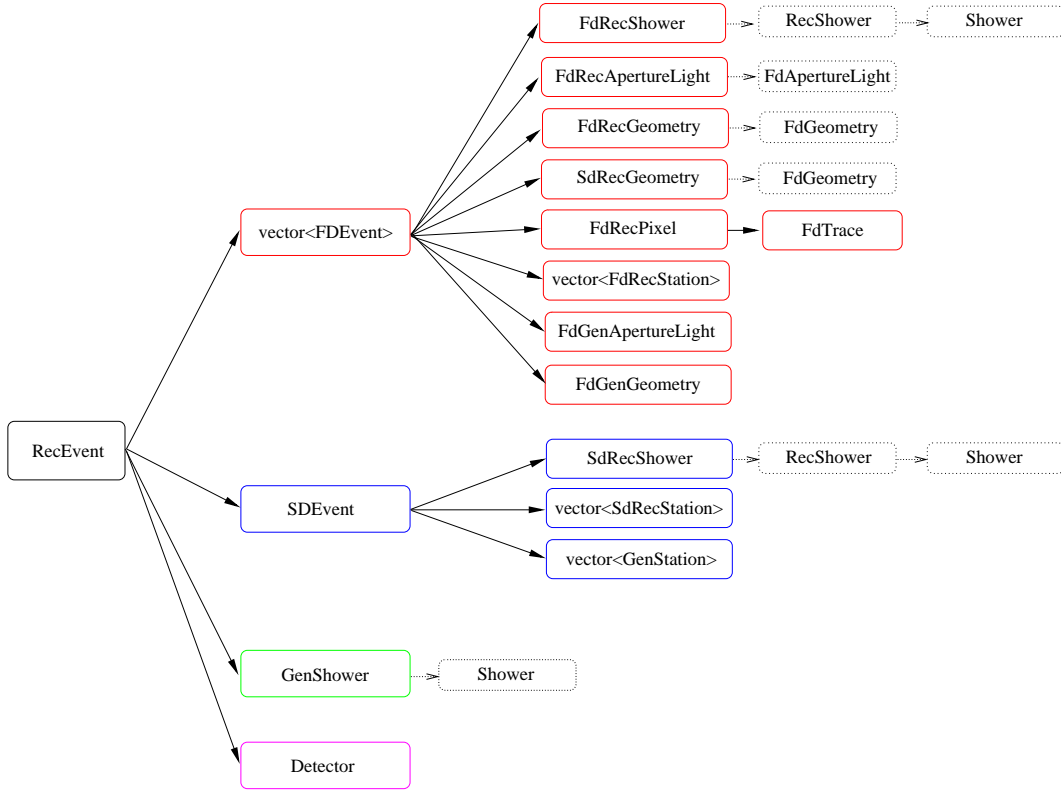 FdRecShower
RecShower
Shower
FdRecApertureLight
FdApertureLight
FdRecGeometry
FdGeometry
SdRecGeometry
FdGeometry
vector<FDEvent>
FdRecPixel
FdTrace
vector<FdRecStation>
FdGenApertureLight
FdGenGeometry
RecEvent
SdRecShower
RecShower
Shower
SDEvent
vector<SdRecStation>
vector<GenStation>
GenShower
Shower
Detector